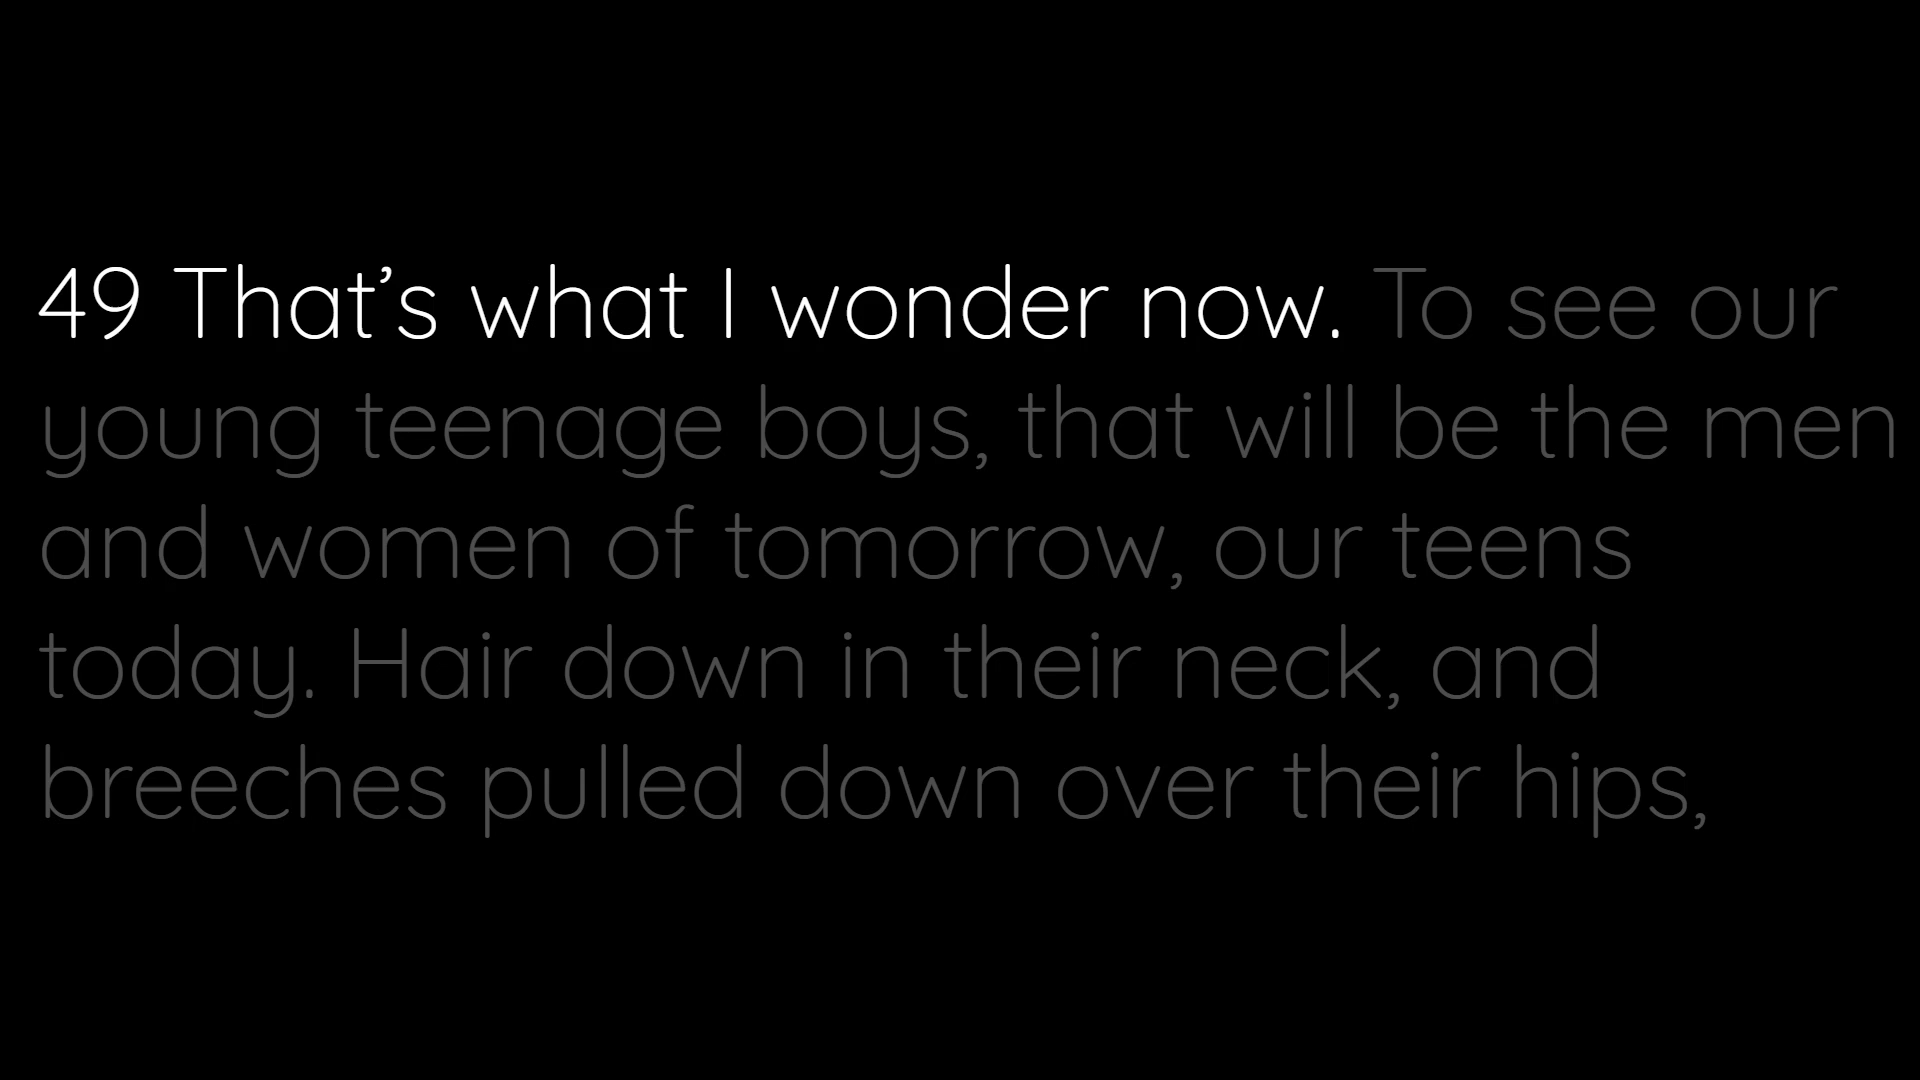 49 That’s what I wonder now. To see our
young teenage boys, that will be the men
and women of tomorrow, our teens
today. Hair down in their neck, and
breeches pulled down over their hips,